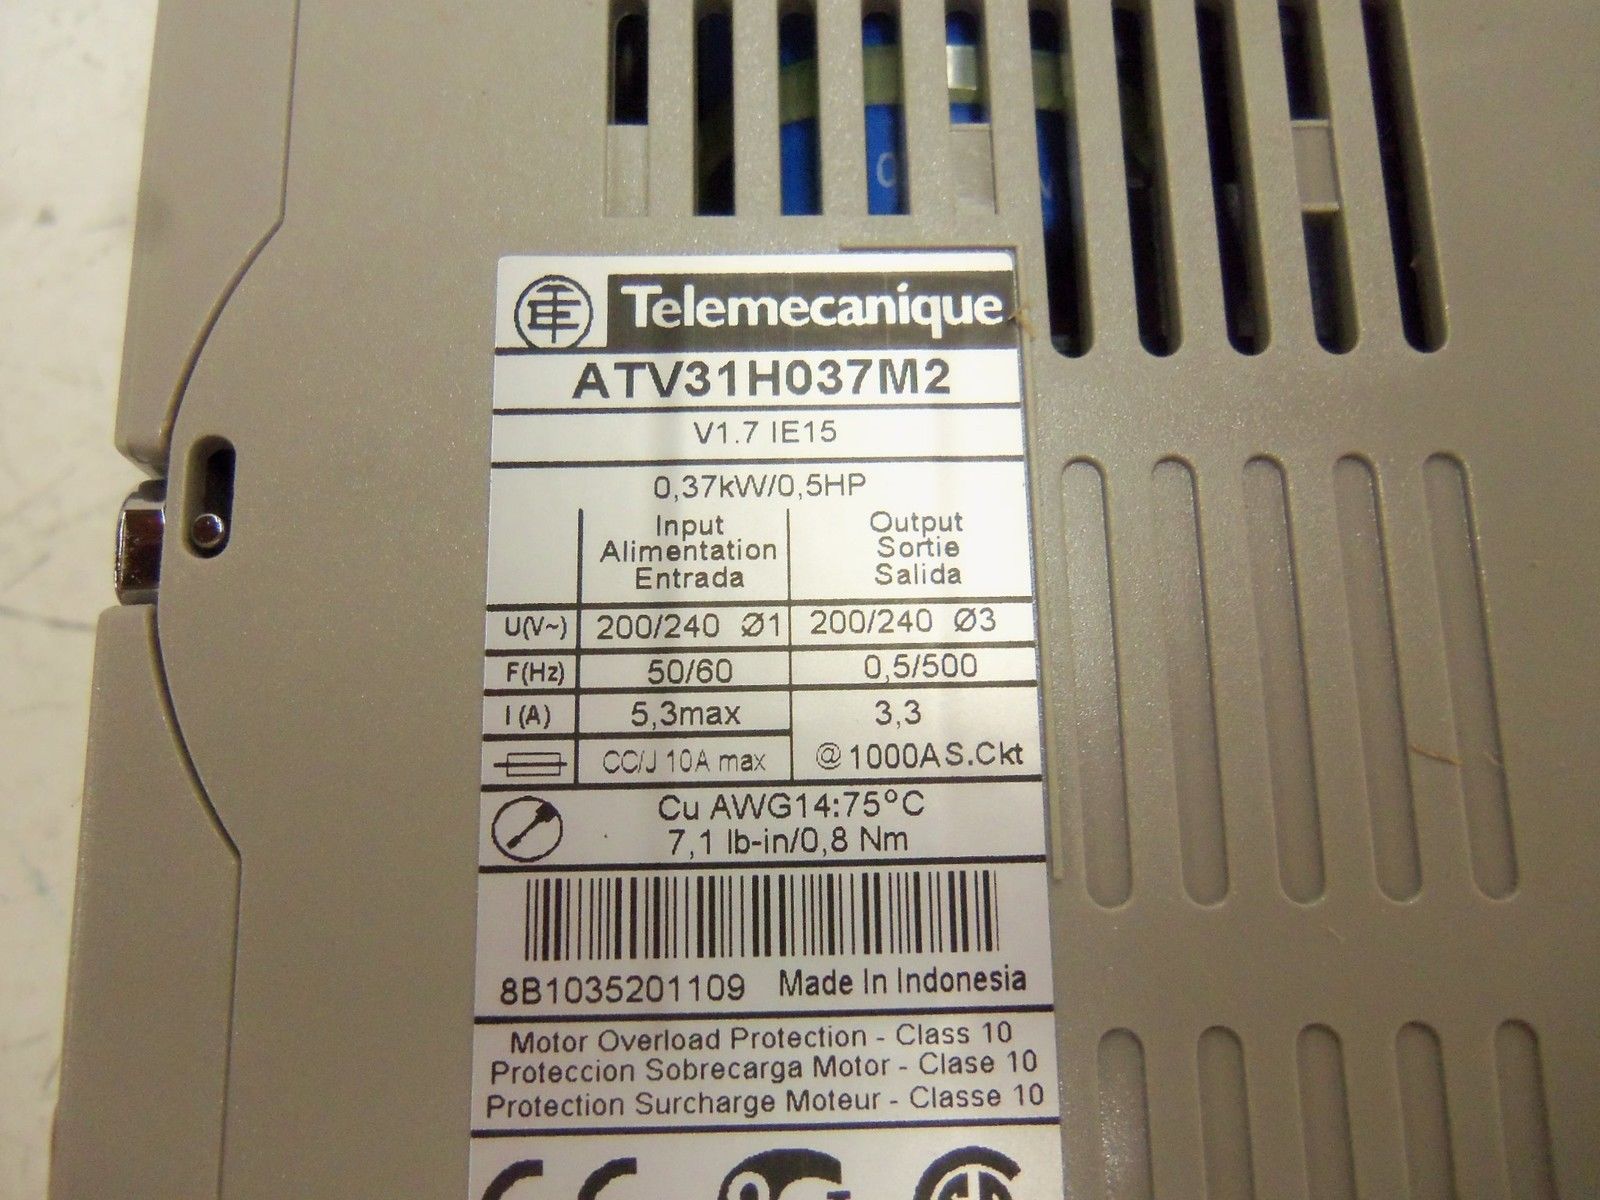 Telemecanique
ATV31H037M2
V1.7 IE15
0,37kW/0,5HP
Input Output
Alimentation Sortie
Entrada Salida
U(V~) 200/240 Ø1 200/240 Ø3
F(Hz) 50/60 0,5/500
I(A) 5,3max 3,3
CC/J 10A max @1000AS.Ckt
Cu AWG14:75°C
7,1 lb-in/0,8 Nm
8B1035201109 Made In Indonesia
Motor Overload Protection - Class 10
Proteccion Sobrecarga Motor - Clase 10
Protection Surcharge Moteur - Classe 10
CE